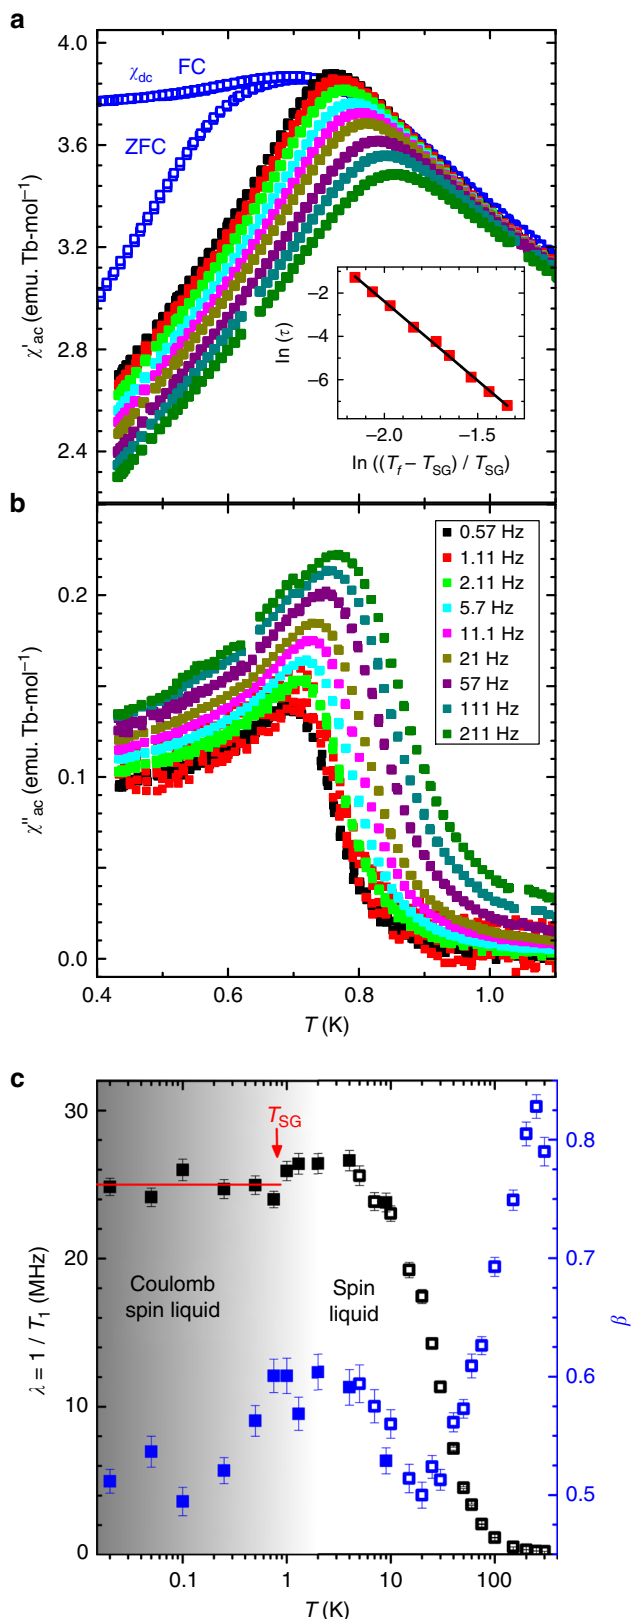 a
4.0
3.6
3.2
2.8
2.4
χ′ac (emu. Tb-mol−1)
χdc
FC
ZFC
−2
−4
−6
ln (τ)
−2.0
−1.5
ln ((Tf − TSG) / TSG)
b
0.2
0.1
0.0
χ″ac (emu. Tb-mol−1)
0.57 Hz
1.11 Hz
2.11 Hz
5.7 Hz
11.1 Hz
21 Hz
57 Hz
111 Hz
211 Hz
0.4
0.6
0.8
1.0
T (K)
c
30
20
10
0
λ = 1 / T1 (MHz)
TSG
Coulomb
spin liquid
Spin
liquid
0.8
0.7
0.6
0.5
β
0.1
1
10
100
T (K)